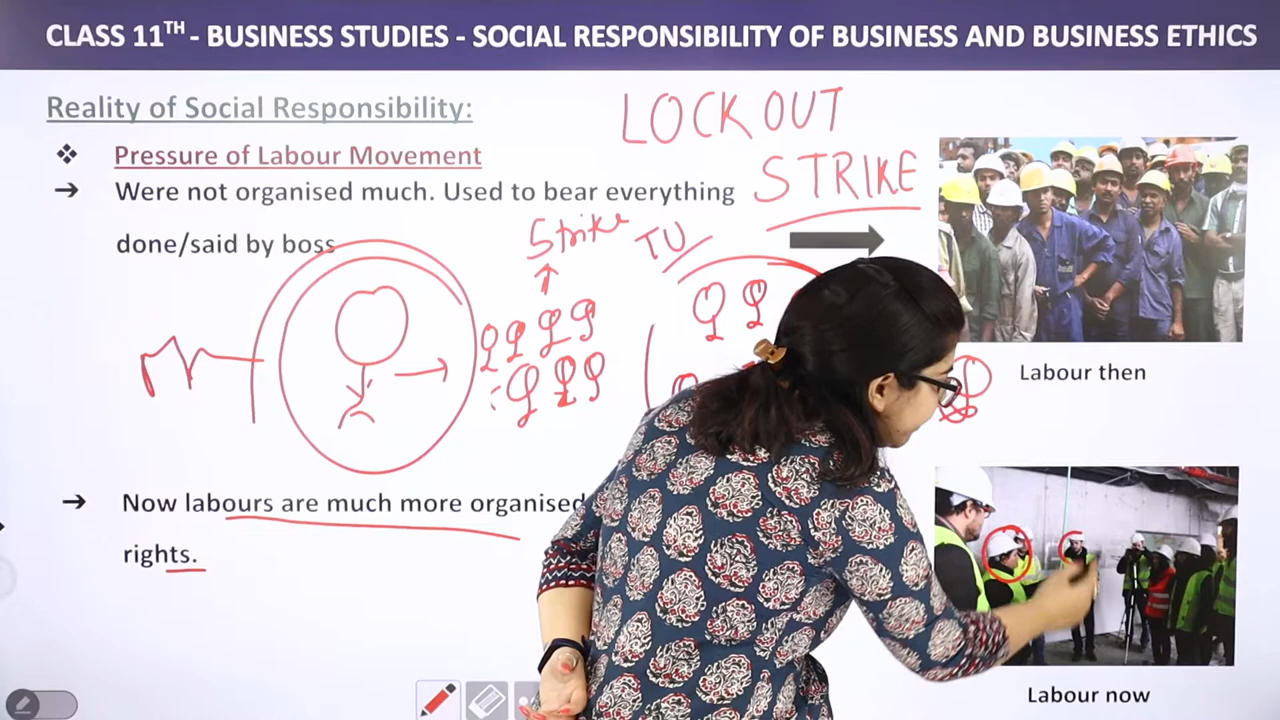 CLASS 11TH - BUSINESS STUDIES - SOCIAL RESPONSIBILITY OF BUSINESS AND BUSINESS ETHICS
Reality of Social Responsibility:
LOCKOUT
❖ Pressure of Labour Movement
→ Were not organised much. Used to bear everything
STRIKE
done/said by boss
Strike
TU
Labour then
→ Now labours are much more organised
rights.
Labour now